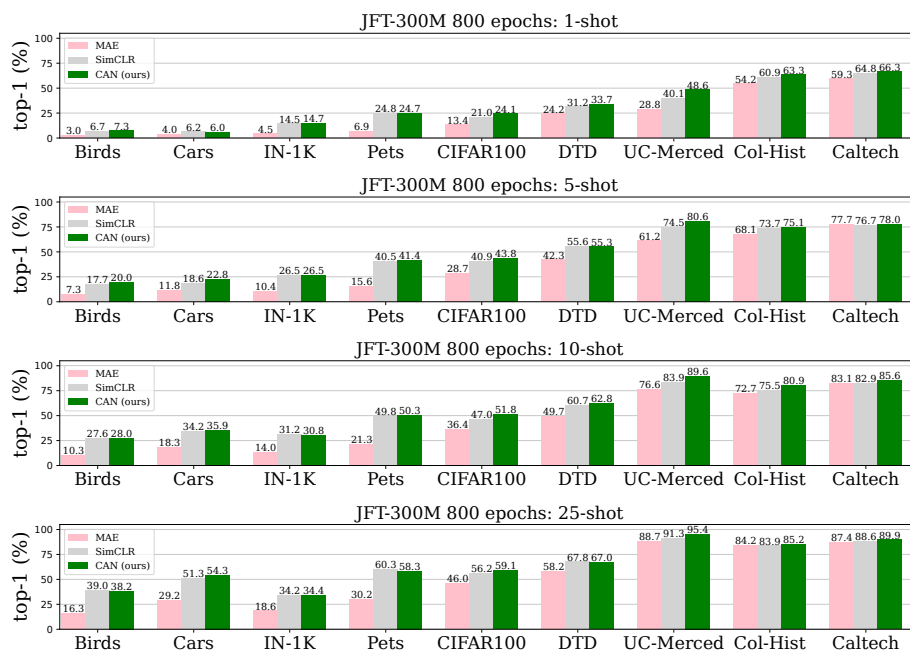 JFT-300M 800 epochs: 1-shot
top-1 (%)
100
75
50
25
0
MAE
SimCLR
CAN (ours)
3.0 6.7 7.3
4.0 6.2 6.0
4.5 14.5 14.7
6.9 24.8 24.7
13.4 21.0 24.1
24.2 31.2 33.7
28.8 40.1 48.6
54.2 60.9 63.3
59.3 64.8 66.3
Birds Cars IN-1K Pets CIFAR100 DTD UC-Merced Col-Hist Caltech
JFT-300M 800 epochs: 5-shot
top-1 (%)
100
75
50
25
0
MAE
SimCLR
CAN (ours)
7.3 17.7 20.0
11.8 18.6 22.8
10.4 26.5 26.5
15.6 40.5 41.4
28.7 40.9 43.8
42.3 55.6 55.3
61.2 74.5 80.6
68.1 73.7 75.1
77.7 76.7 78.0
Birds Cars IN-1K Pets CIFAR100 DTD UC-Merced Col-Hist Caltech
JFT-300M 800 epochs: 10-shot
top-1 (%)
100
75
50
25
0
MAE
SimCLR
CAN (ours)
10.3 27.6 28.0
18.3 34.2 35.9
14.0 31.2 30.8
21.3 49.8 50.3
36.4 47.0 51.8
49.7 60.7 62.8
76.6 83.9 89.6
72.7 75.5 80.9
83.1 82.9 85.6
Birds Cars IN-1K Pets CIFAR100 DTD UC-Merced Col-Hist Caltech
JFT-300M 800 epochs: 25-shot
top-1 (%)
100
75
50
25
0
MAE
SimCLR
CAN (ours)
16.3 39.0 38.2
29.2 51.3 54.3
18.6 34.2 34.4
30.2 60.3 58.3
46.0 56.2 59.1
58.2 67.8 67.0
88.7 91.3 95.4
84.2 83.9 85.2
87.4 88.6 89.9
Birds Cars IN-1K Pets CIFAR100 DTD UC-Merced Col-Hist Caltech